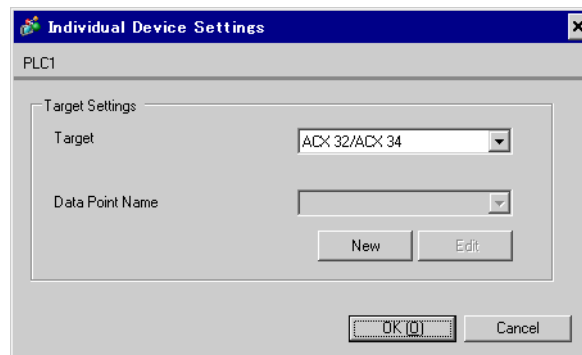 Individual Device Settings
PLC1
Target Settings
Target
ACX 32/ACX 34
Data Point Name
New
Edit
OK (O)
Cancel